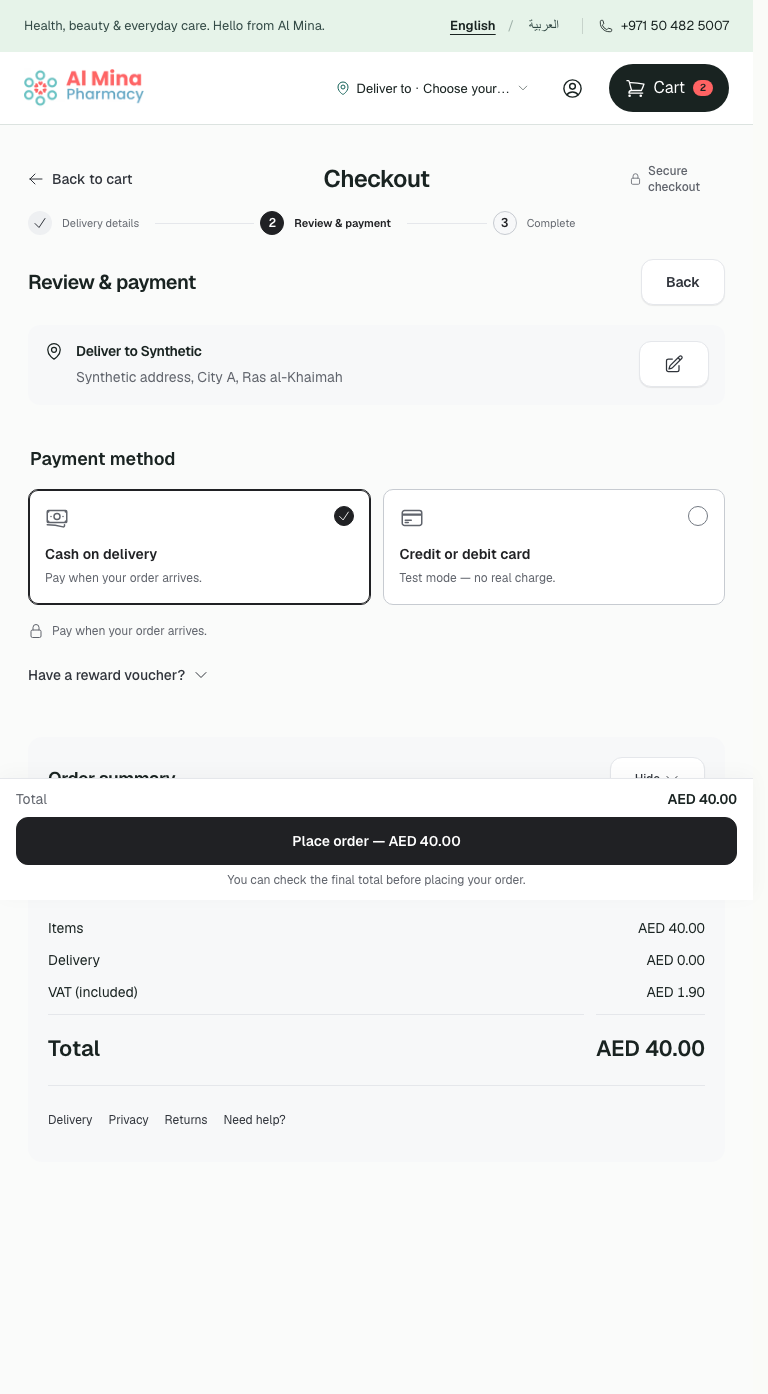 Health, beauty & everyday care. Hello from Al Mina.
English / العربية
+971 50 482 5007
Al Mina
Pharmacy
Deliver to · Choose your…
Cart 2
Back to cart
Checkout
Secure
checkout
Delivery details
2 Review & payment
3 Complete
Review & payment
Back
Deliver to Synthetic
Synthetic address, City A, Ras al-Khaimah
Payment method
Cash on delivery
Pay when your order arrives.
Credit or debit card
Test mode — no real charge.
Pay when your order arrives.
Have a reward voucher?
Order summary
Hide
Total AED 40.00
Place order — AED 40.00
You can check the final total before placing your order.
Items AED 40.00
Delivery AED 0.00
VAT (included) AED 1.90
Total AED 40.00
Delivery Privacy Returns Need help?